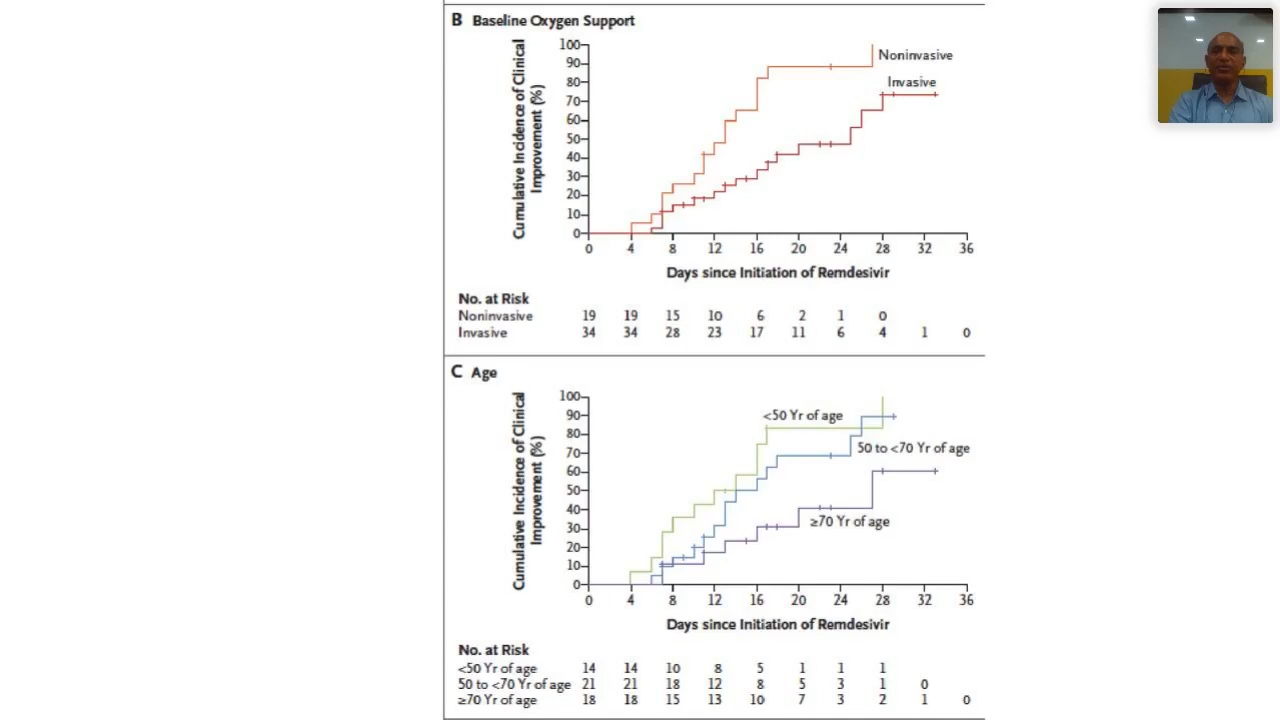 B Baseline Oxygen Support
Cumulative Incidence of Clinical
Improvement (%)
100
90
80
70
60
50
40
30
20
10
0
Noninvasive
Invasive
0 4 8 12 16 20 24 28 32 36
Days since Initiation of Remdesivir
No. at Risk
Noninvasive 19 19 15 10 6 2 1 0
Invasive 34 34 28 23 17 11 6 4 1 0
C Age
Cumulative Incidence of Clinical
Improvement (%)
100
90
80
70
60
50
40
30
20
10
0
<50 Yr of age
50 to <70 Yr of age
≥70 Yr of age
0 4 8 12 16 20 24 28 32 36
Days since Initiation of Remdesivir
No. at Risk
<50 Yr of age 14 14 10 8 5 1 1 1
50 to <70 Yr of age 21 21 18 12 8 5 3 1 0
≥70 Yr of age 18 18 15 13 10 7 3 2 1 0